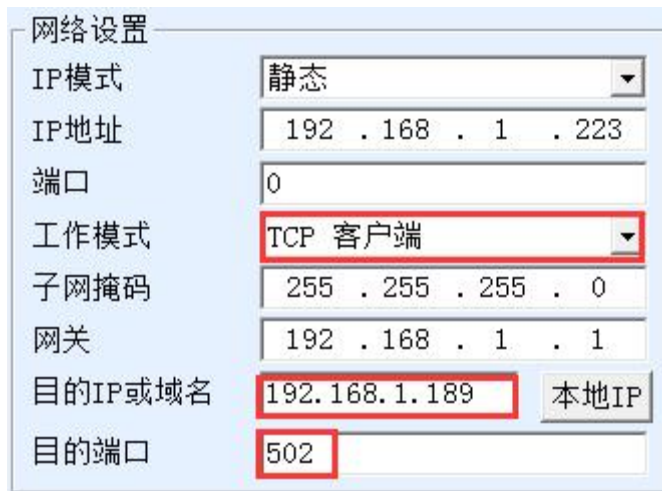 网络设置
IP模式 静态
IP地址 192 . 168 . 1 . 223
端口 0
工作模式 TCP 客户端
子网掩码 255 . 255 . 255 . 0
网关 192 . 168 . 1 . 1
目的IP或域名 192.168.1.189 本地IP
目的端口 502